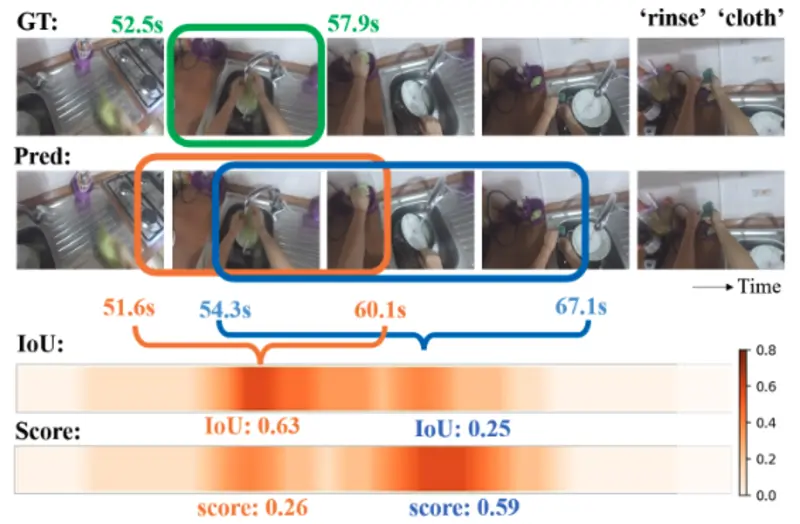 GT: 52.5s 57.9s ‘rinse’ ‘cloth’
Pred:
Time
51.6s 54.3s 60.1s 67.1s
IoU:
0.8
0.6
IoU: 0.63 IoU: 0.25
0.4
Score:
0.2
0.0
score: 0.26 score: 0.59